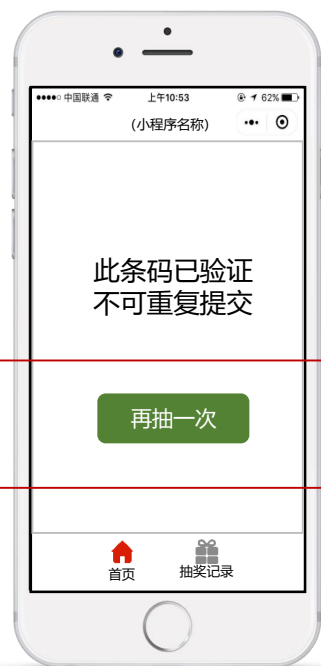 中国联通 上午10:53 62%
(小程序名称)
此条码已验证
不可重复提交
再抽一次
首页 抽奖记录